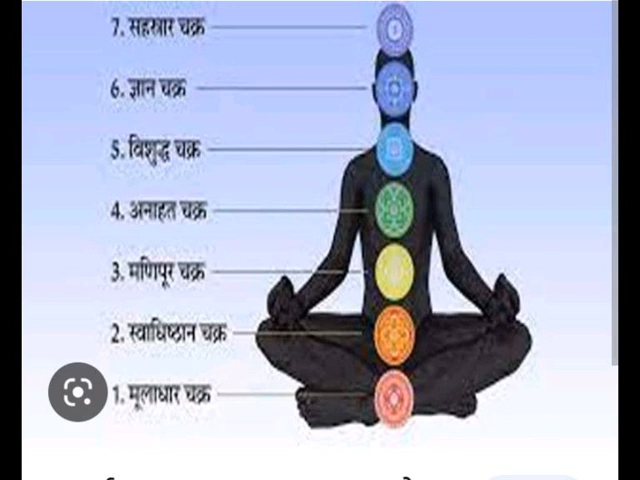 7. सहस्रार चक्र
6. ज्ञान चक्र
5. विशुद्ध चक्र
4. अनाहत चक्र
3. मणिपूर चक्र
2. स्वाधिष्ठान चक्र
1. मूलाधार चक्र